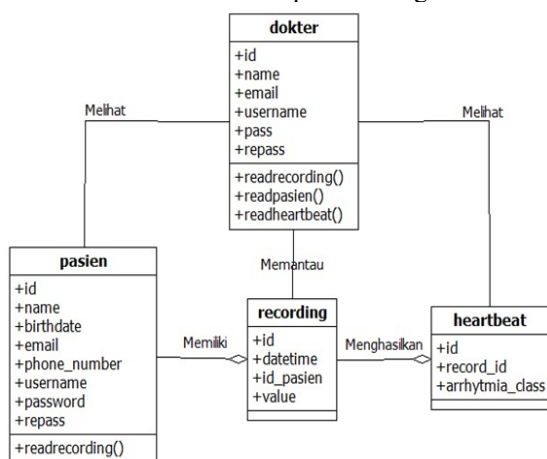 dokter
+id
+name
+email
+username
+pass
+repass
+readrecording()
+readpasien()
+readheartbeat()
Melihat
Melihat
Memantau
pasien
+id
+name
+birthdate
+email
+phone_number
+username
+password
+repass
+readrecording()
Memiliki
recording
+id
+datetime
+id_pasien
+value
Menghasilkan
heartbeat
+id
+record_id
+arrhytmia_class